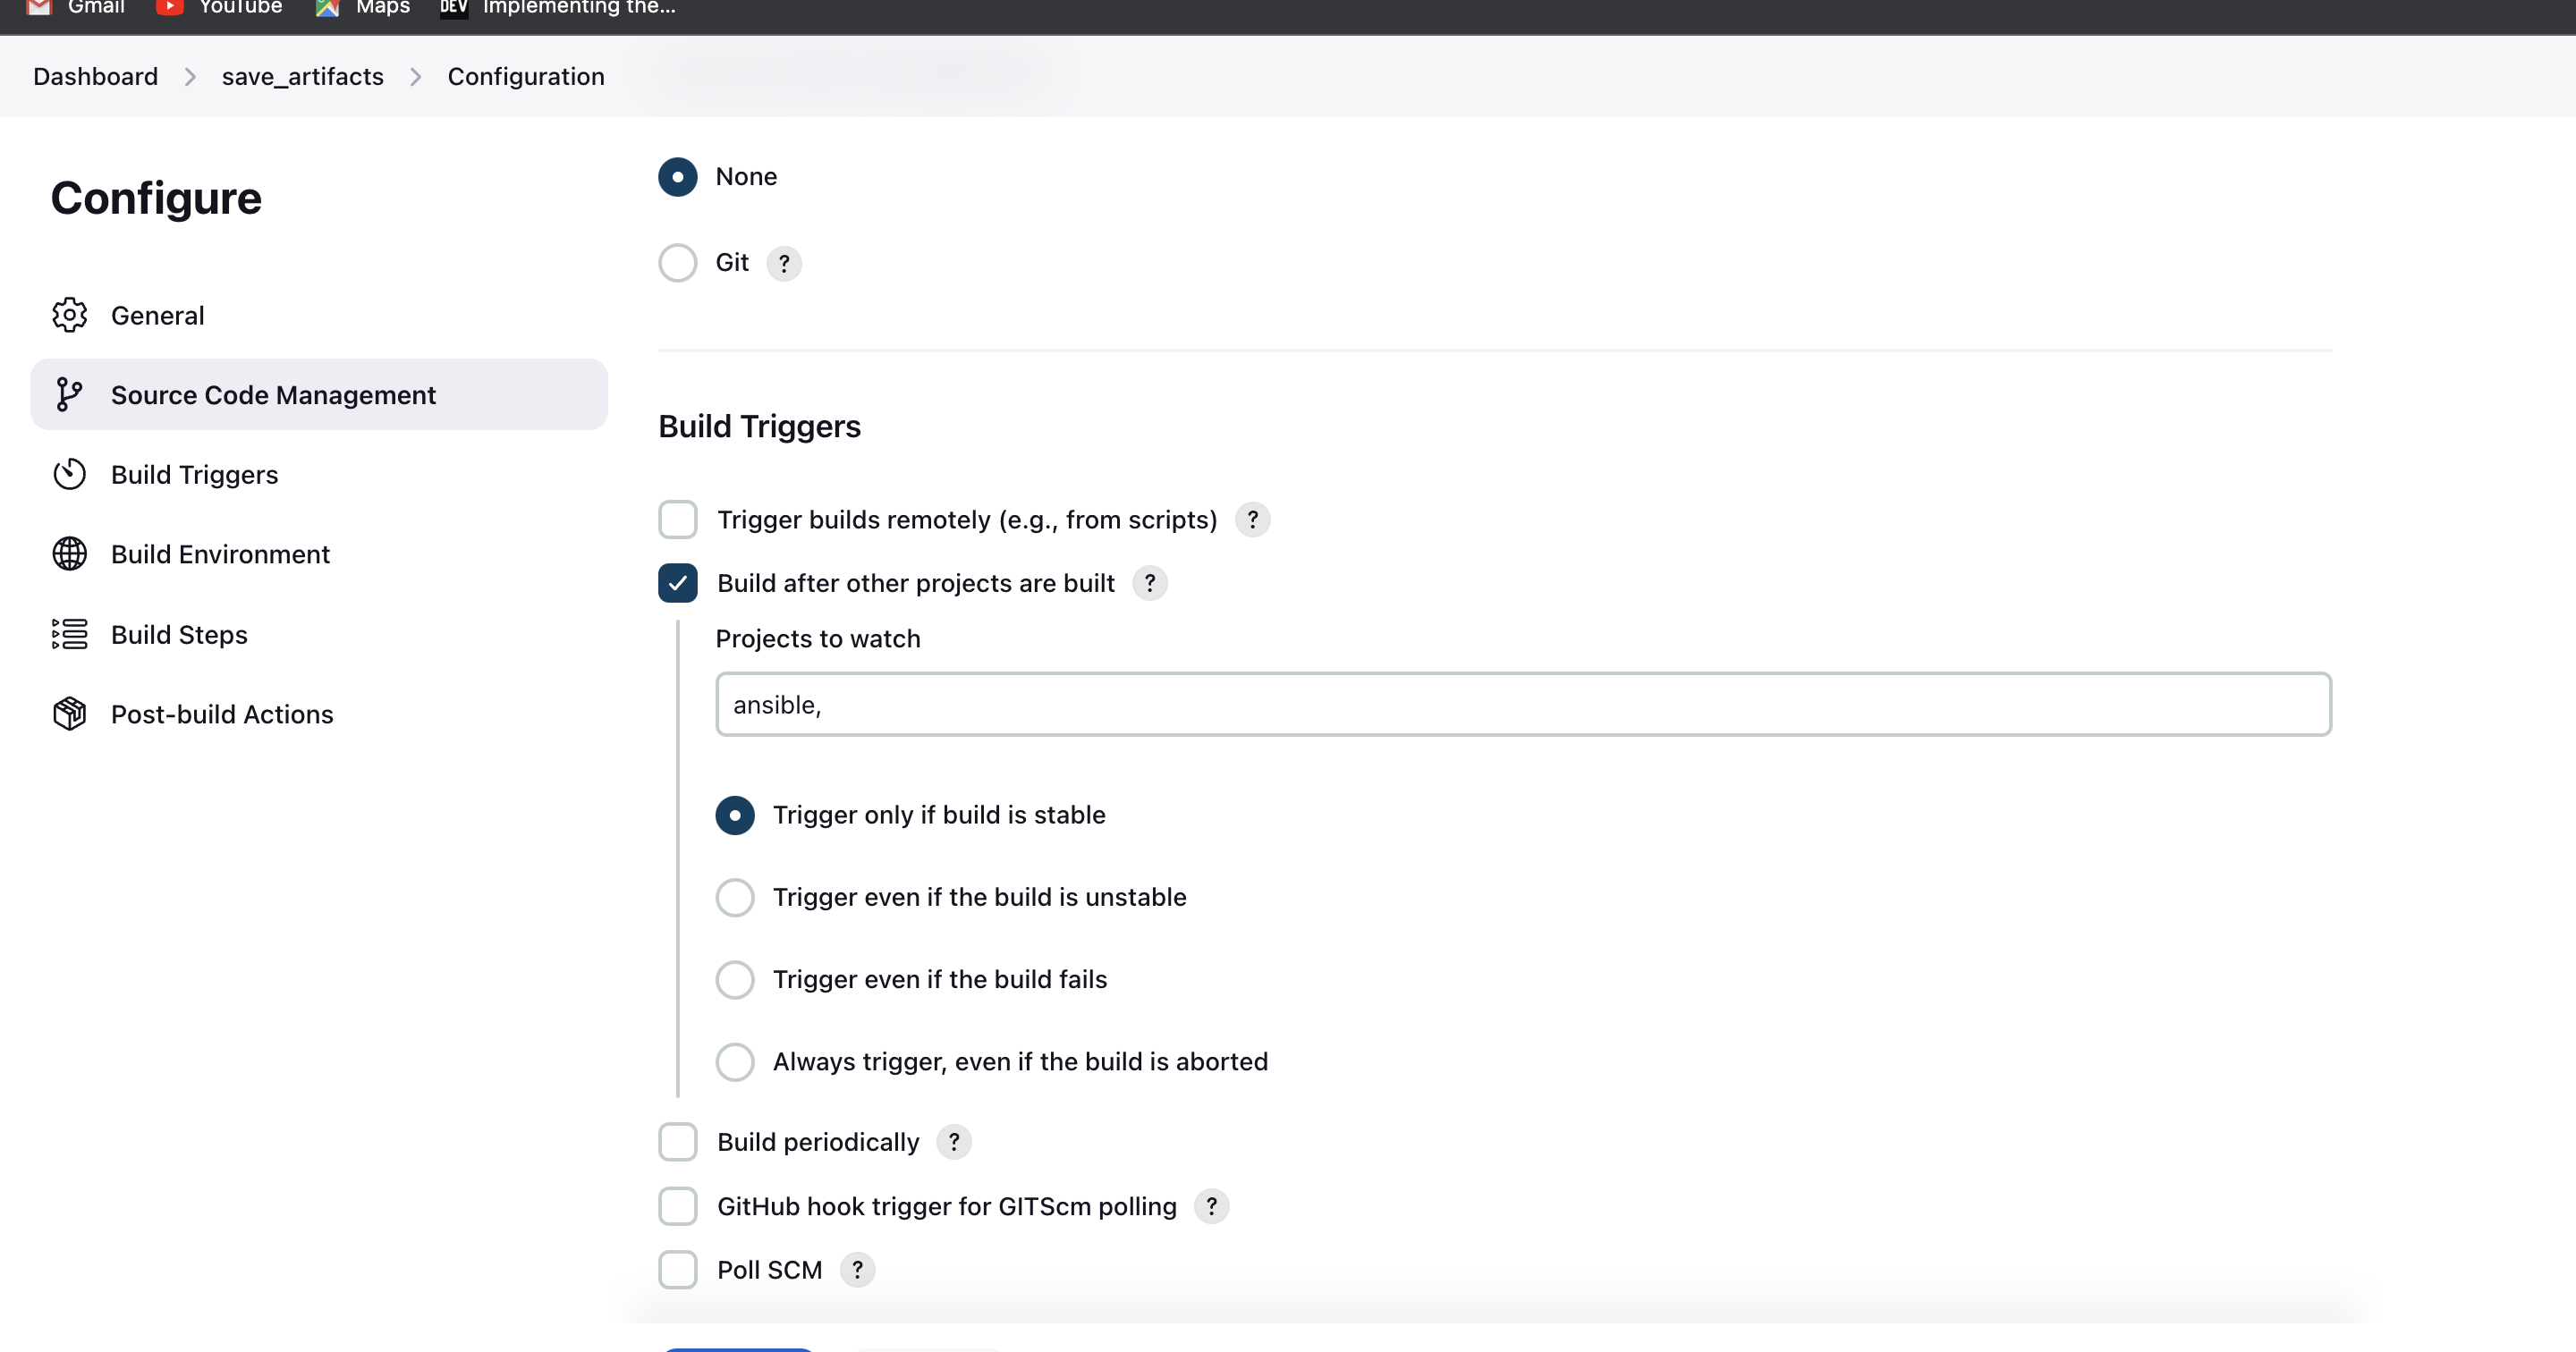 Gmail YouTube Maps DEV Implementing the...
Dashboard save_artifacts Configuration
Configure
General
Source Code Management
Build Triggers
Build Environment
Build Steps
Post-build Actions
None
Git ?
Build Triggers
Trigger builds remotely (e.g., from scripts) ?
Build after other projects are built ?
Projects to watch
ansible,
Trigger only if build is stable
Trigger even if the build is unstable
Trigger even if the build fails
Always trigger, even if the build is aborted
Build periodically ?
GitHub hook trigger for GITScm polling ?
Poll SCM ?